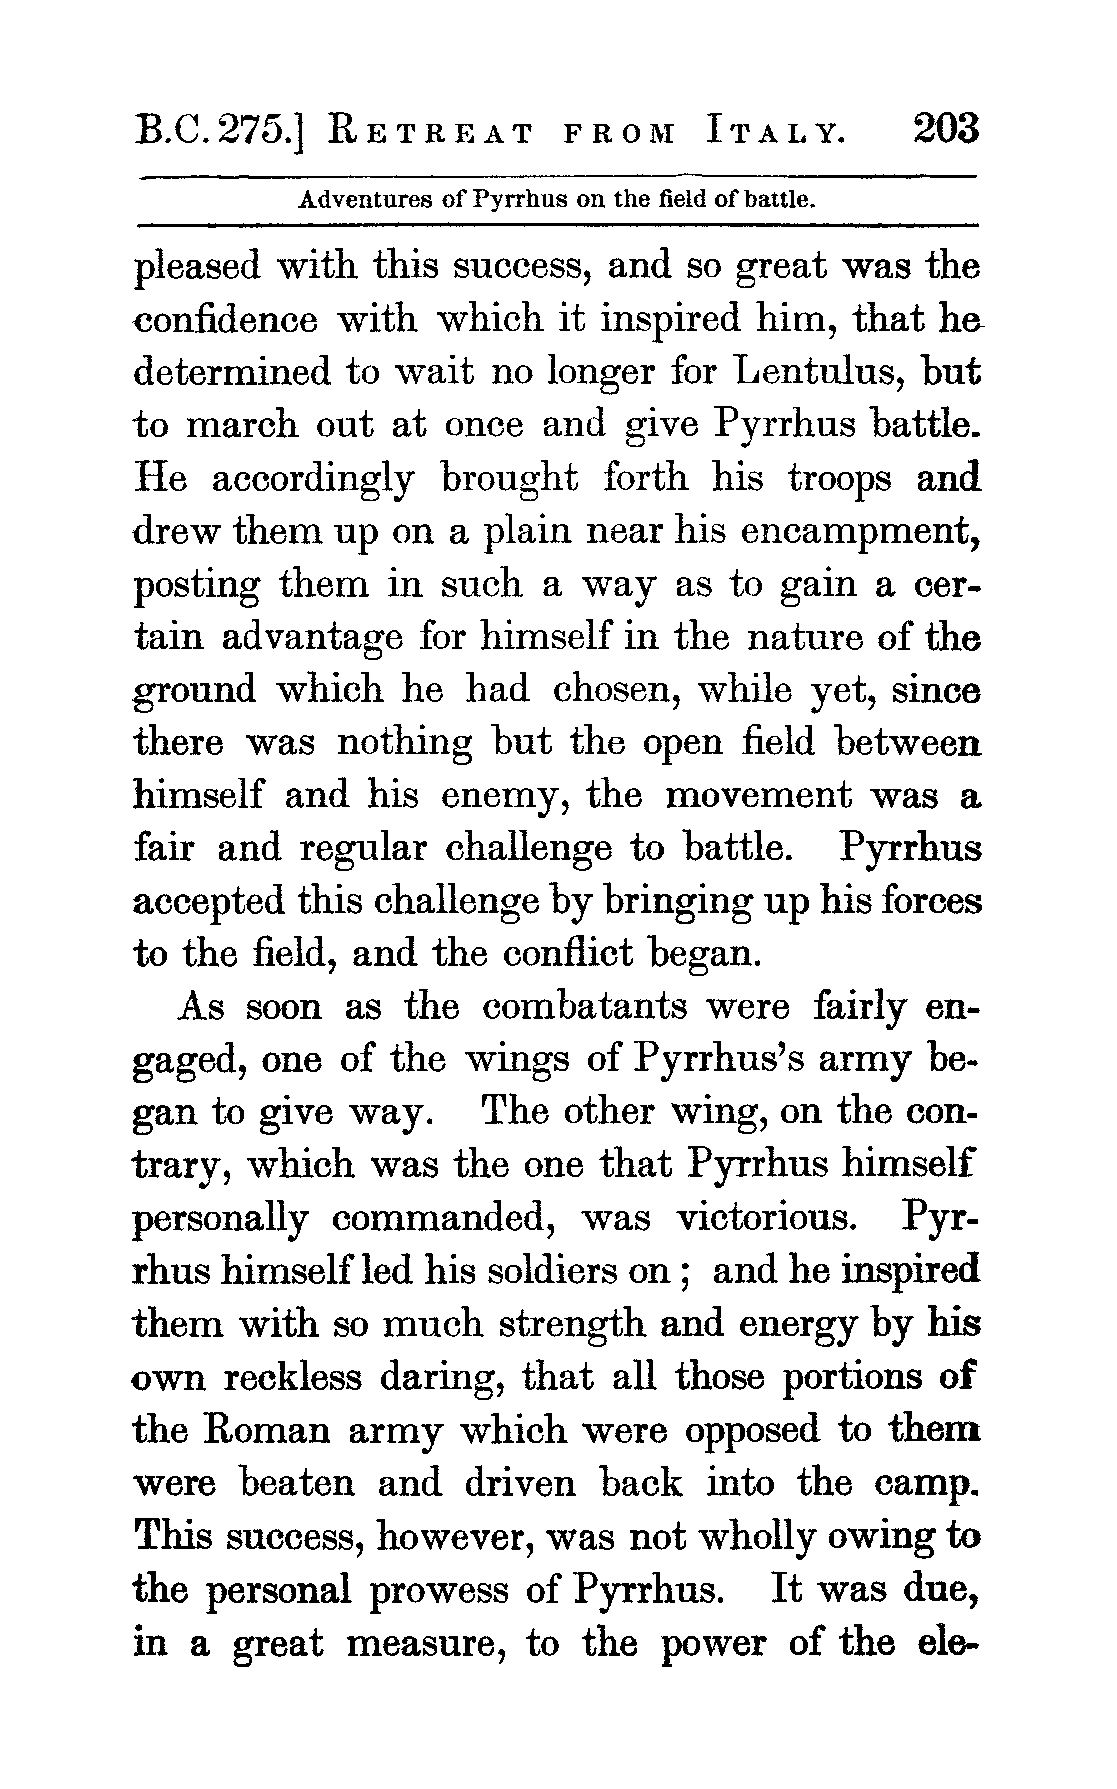 B.C. 275.] RETREAT FROM ITALY. 203
Adventures of Pyrrhus on the field of battle.
pleased with this success, and so great was the
confidence with which it inspired him, that he
determined to wait no longer for Lentulus, but
to march out at once and give Pyrrhus battle.
He accordingly brought forth his troops and
drew them up on a plain near his encampment,
posting them in such a way as to gain a cer-
tain advantage for himself in the nature of the
ground which he had chosen, while yet, since
there was nothing but the open field between
himself and his enemy, the movement was a
fair and regular challenge to battle. Pyrrhus
accepted this challenge by bringing up his forces
to the field, and the conflict began.
As soon as the combatants were fairly en-
gaged, one of the wings of Pyrrhus's army be-
gan to give way. The other wing, on the con-
trary, which was the one that Pyrrhus himself
personally commanded, was victorious. Pyr-
rhus himself led his soldiers on; and he inspired
them with so much strength and energy by his
own reckless daring, that all those portions of
the Roman army which were opposed to them
were beaten and driven back into the camp.
This success, however, was not wholly owing to
the personal prowess of Pyrrhus. It was due,
in a great measure, to the power of the ele-